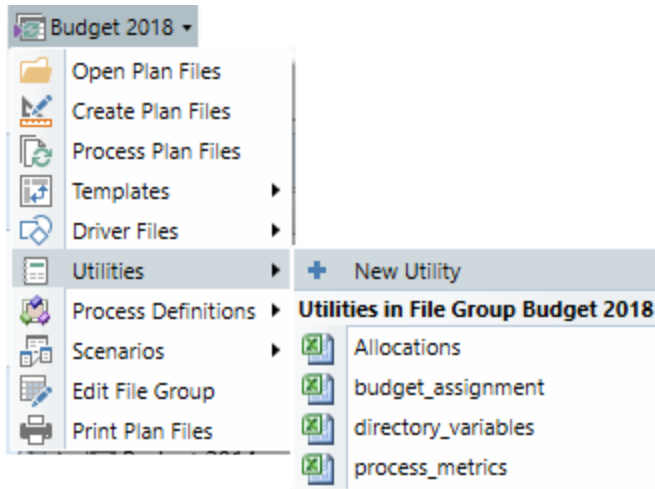 Budget 2018
Open Plan Files
Create Plan Files
Process Plan Files
Templates
Driver Files
Utilities
New Utility
Process Definitions
Utilities in File Group Budget 2018
Scenarios
Allocations
Edit File Group
budget_assignment
Print Plan Files
directory_variables
process_metrics